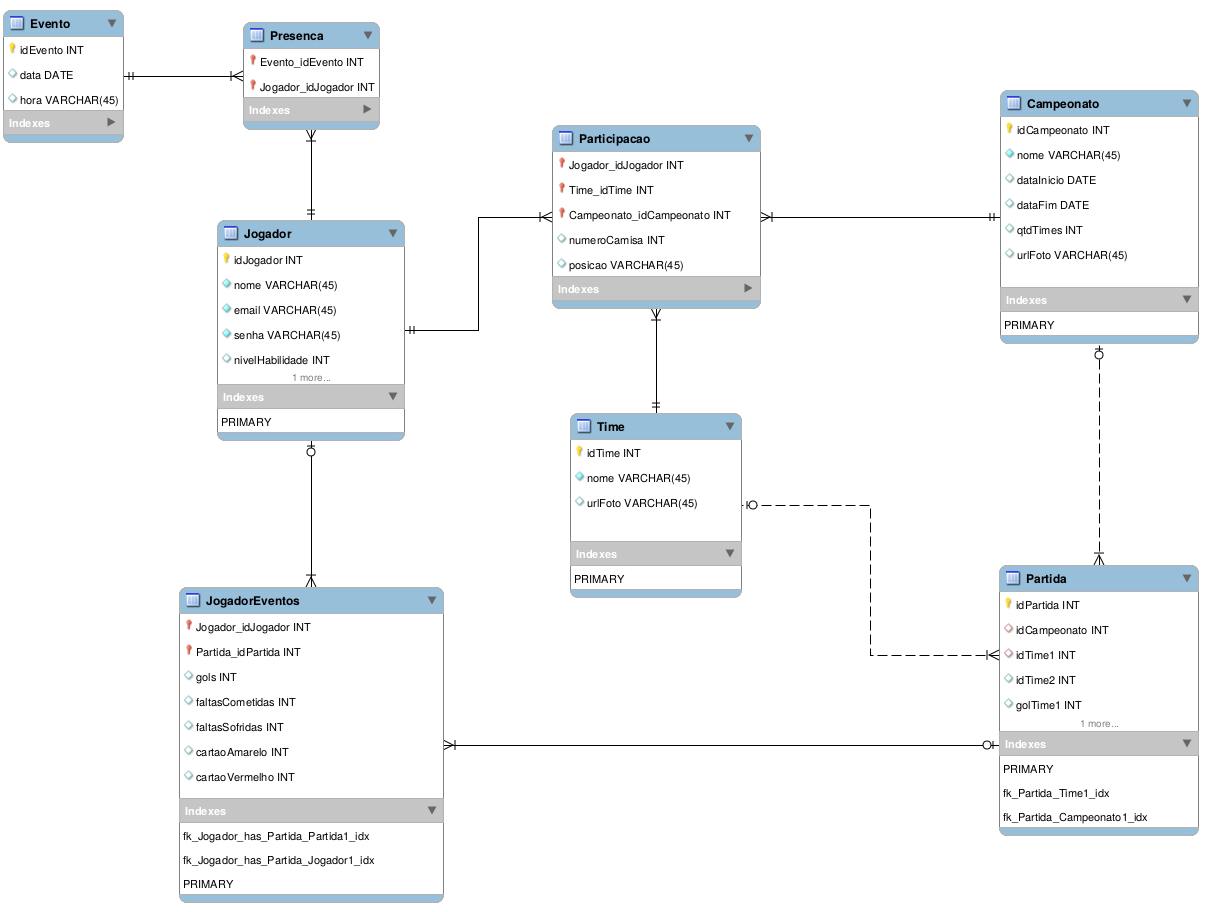 Evento
idEvento INT
data DATE
hora VARCHAR(45)
Indexes
Presenca
Evento_idEvento INT
Jogador_idJogador INT
Indexes
Participacao
Jogador_idJogador INT
Time_idTime INT
Campeonato_idCampeonato INT
numeroCamisa INT
posicao VARCHAR(45)
Indexes
Campeonato
idCampeonato INT
nome VARCHAR(45)
dataInicio DATE
dataFim DATE
qtdTimes INT
urlFoto VARCHAR(45)
Indexes
PRIMARY
Jogador
idJogador INT
nome VARCHAR(45)
email VARCHAR(45)
senha VARCHAR(45)
nivelHabilidade INT
1 more...
Indexes
PRIMARY
Time
idTime INT
nome VARCHAR(45)
urlFoto VARCHAR(45)
Indexes
PRIMARY
JogadorEventos
Jogador_idJogador INT
Partida_idPartida INT
gols INT
faltasCometidas INT
faltasSofridas INT
cartaoAmarelo INT
cartaoVermelho INT
Indexes
fk_Jogador_has_Partida_Partida1_idx
fk_Jogador_has_Partida_Jogador1_idx
PRIMARY
Partida
idPartida INT
idCampeonato INT
idTime1 INT
idTime2 INT
golTime1 INT
1 more...
Indexes
PRIMARY
fk_Partida_Time1_idx
fk_Partida_Campeonato1_idx